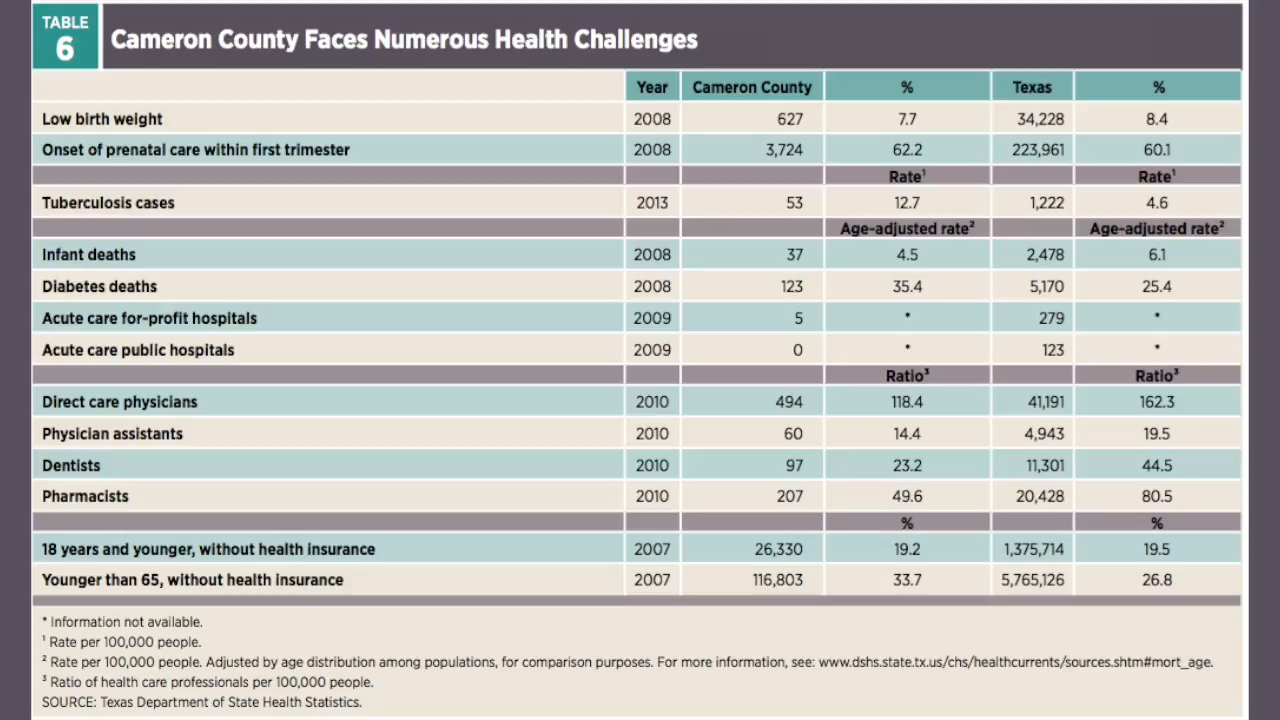 TABLE
6
Cameron County Faces Numerous Health Challenges
Year Cameron County % Texas %
Low birth weight 2008 627 7.7 34,228 8.4
Onset of prenatal care within first trimester 2008 3,724 62.2 223,961 60.1
Rate¹ Rate¹
Tuberculosis cases 2013 53 12.7 1,222 4.6
Age-adjusted rate² Age-adjusted rate²
Infant deaths 2008 37 4.5 2,478 6.1
Diabetes deaths 2008 123 35.4 5,170 25.4
Acute care for-profit hospitals 2009 5 * 279 *
Acute care public hospitals 2009 0 * 123 *
Ratio³ Ratio³
Direct care physicians 2010 494 118.4 41,191 162.3
Physician assistants 2010 60 14.4 4,943 19.5
Dentists 2010 97 23.2 11,301 44.5
Pharmacists 2010 207 49.6 20,428 80.5
% %
18 years and younger, without health insurance 2007 26,330 19.2 1,375,714 19.5
Younger than 65, without health insurance 2007 116,803 33.7 5,765,126 26.8
* Information not available.
¹ Rate per 100,000 people.
² Rate per 100,000 people. Adjusted by age distribution among populations, for comparison purposes. For more information, see: www.dshs.state.tx.us/chs/healthcurrents/sources.shtm#mort_age.
³ Ratio of health care professionals per 100,000 people.
SOURCE: Texas Department of State Health Statistics.